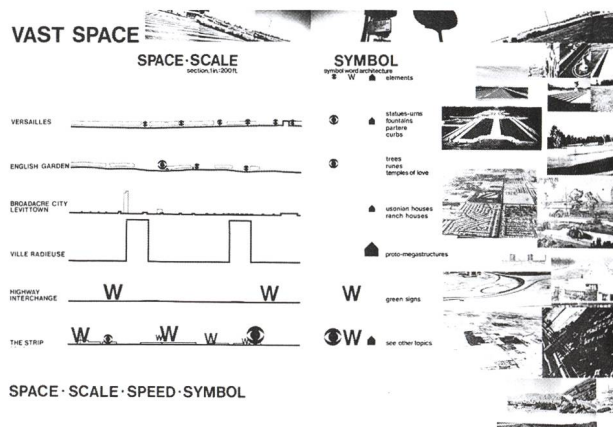 VAST SPACE
SPACE·SCALE
section, 1in.:200ft.
SYMBOL
symbol word architecture
W
elements
VERSAILLES
statues-urns
fountains
partere
curbs
ENGLISH GARDEN
trees
runes
temples of love
BROADACRE CITY
LEVITTOWN
usonian houses
ranch houses
VILLE RADIEUSE
proto-megastructures
HIGHWAY
INTERCHANGE
W W
W
green signs
THE STRIP
W W W W
W
see other topics
SPACE·SCALE·SPEED·SYMBOL